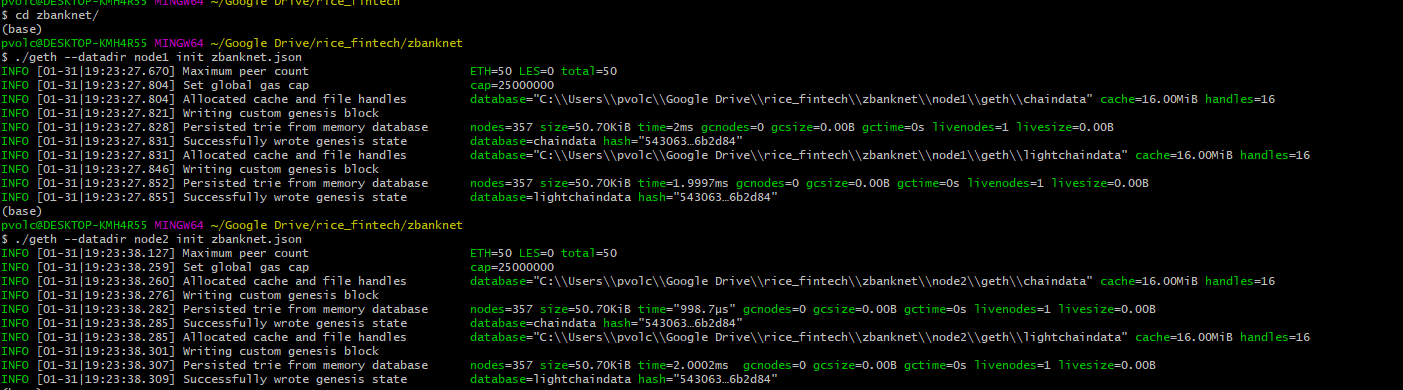 pvolc@DESKTOP-KMH4R55 MINGW64 ~/Google Drive/rice_fintech
$ cd zbanknet/
(base)
pvolc@DESKTOP-KMH4R55 MINGW64 ~/Google Drive/rice_fintech/zbanknet
$ ./geth --datadir node1 init zbanknet.json
INFO [01-31|19:23:27.670] Maximum peer count ETH=50 LES=0 total=50
INFO [01-31|19:23:27.804] Set global gas cap cap=25000000
INFO [01-31|19:23:27.804] Allocated cache and file handles database="C:\\Users\\pvolc\\Google Drive\\rice_fintech\\zbanknet\\node1\\geth\\chaindata" cache=16.00MiB handles=16
INFO [01-31|19:23:27.821] Writing custom genesis block
INFO [01-31|19:23:27.828] Persisted trie from memory database nodes=357 size=50.70KiB time=2ms gcnodes=0 gcsize=0.00B gctime=0s livenodes=1 livesize=0.00B
INFO [01-31|19:23:27.831] Successfully wrote genesis state database=chaindata hash="543063…6b2d84"
INFO [01-31|19:23:27.831] Allocated cache and file handles database="C:\\Users\\pvolc\\Google Drive\\rice_fintech\\zbanknet\\node1\\geth\\lightchaindata" cache=16.00MiB handles=16
INFO [01-31|19:23:27.846] Writing custom genesis block
INFO [01-31|19:23:27.852] Persisted trie from memory database nodes=357 size=50.70KiB time=1.9997ms gcnodes=0 gcsize=0.00B gctime=0s livenodes=1 livesize=0.00B
INFO [01-31|19:23:27.855] Successfully wrote genesis state database=lightchaindata hash="543063…6b2d84"
(base)
pvolc@DESKTOP-KMH4R55 MINGW64 ~/Google Drive/rice_fintech/zbanknet
$ ./geth --datadir node2 init zbanknet.json
INFO [01-31|19:23:38.127] Maximum peer count ETH=50 LES=0 total=50
INFO [01-31|19:23:38.259] Set global gas cap cap=25000000
INFO [01-31|19:23:38.260] Allocated cache and file handles database="C:\\Users\\pvolc\\Google Drive\\rice_fintech\\zbanknet\\node2\\geth\\chaindata" cache=16.00MiB handles=16
INFO [01-31|19:23:38.276] Writing custom genesis block
INFO [01-31|19:23:38.282] Persisted trie from memory database nodes=357 size=50.70KiB time="998.7µs" gcnodes=0 gcsize=0.00B gctime=0s livenodes=1 livesize=0.00B
INFO [01-31|19:23:38.285] Successfully wrote genesis state database=chaindata hash="543063…6b2d84"
INFO [01-31|19:23:38.285] Allocated cache and file handles database="C:\\Users\\pvolc\\Google Drive\\rice_fintech\\zbanknet\\node2\\geth\\lightchaindata" cache=16.00MiB handles=16
INFO [01-31|19:23:38.301] Writing custom genesis block
INFO [01-31|19:23:38.307] Persisted trie from memory database nodes=357 size=50.70KiB time=2.0002ms gcnodes=0 gcsize=0.00B gctime=0s livenodes=1 livesize=0.00B
INFO [01-31|19:23:38.309] Successfully wrote genesis state database=lightchaindata hash="543063…6b2d84"